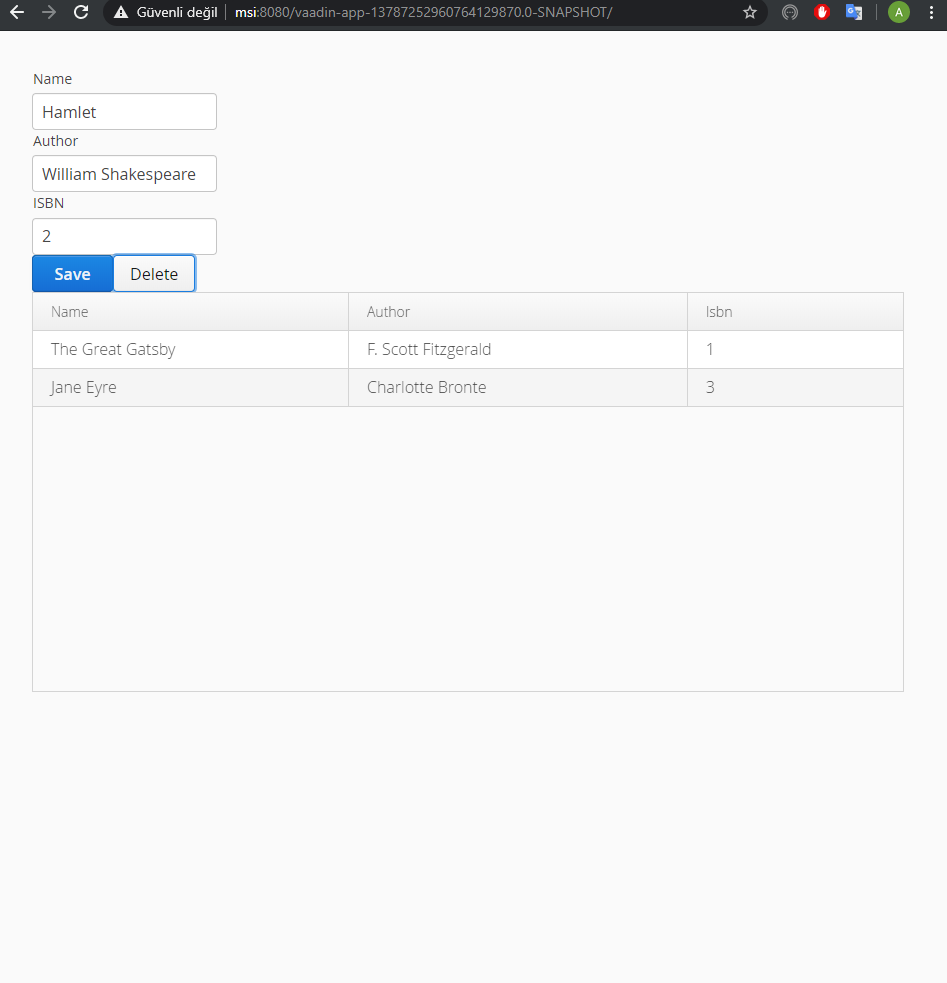 Güvenli değil msi:8080/vaadin-app-13787252960764129870.0-SNAPSHOT/ A
Name
Hamlet
Author
William Shakespeare
ISBN
2
Save Delete
Name Author Isbn
The Great Gatsby F. Scott Fitzgerald 1
Jane Eyre Charlotte Bronte 3